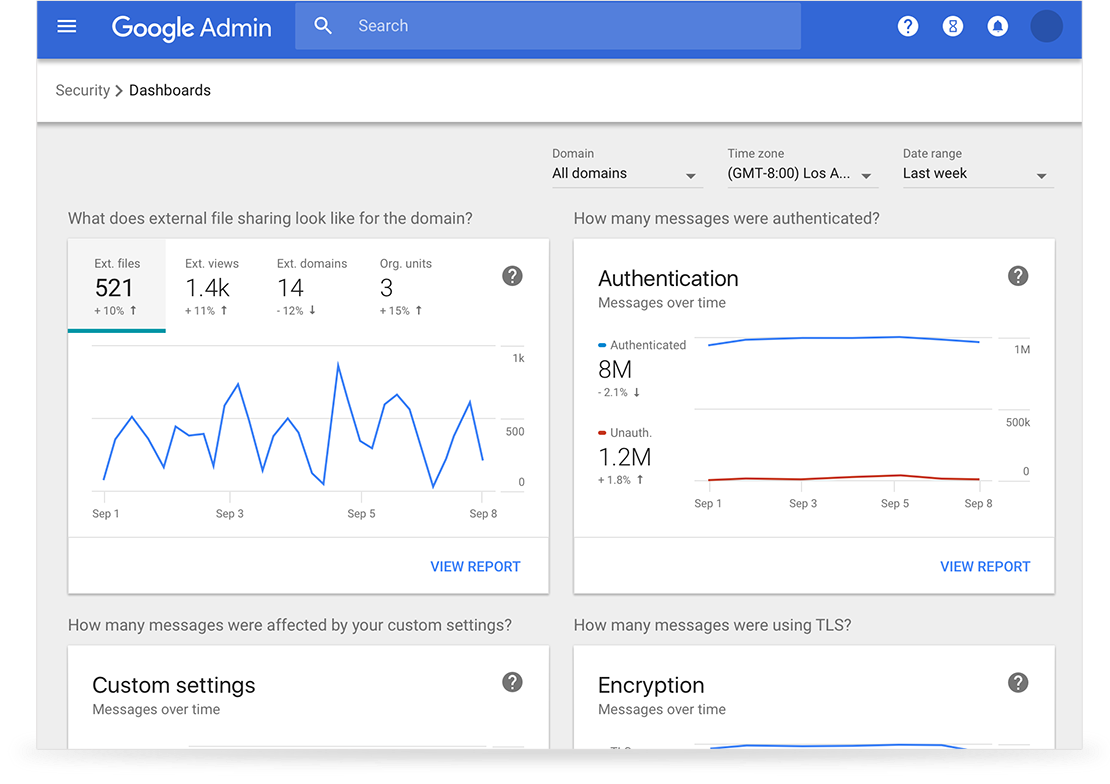 Google Admin
Search
Security > Dashboards
Domain
All domains
Time zone
(GMT-8:00) Los A...
Date range
Last week
What does external file sharing look like for the domain?
Ext. files
521
+ 10% ↑
Ext. views
1.4k
+ 11% ↑
Ext. domains
14
- 12% ↓
Org. units
3
+ 15% ↑
1k
500
0
Sep 1 Sep 3 Sep 5 Sep 8
VIEW REPORT
How many messages were authenticated?
Authentication
Messages over time
Authenticated
8M
- 2.1% ↓
Unauth.
1.2M
+ 1.8% ↑
1M
500k
0
Sep 1 Sep 3 Sep 5 Sep 8
VIEW REPORT
How many messages were affected by your custom settings?
Custom settings
Messages over time
How many messages were using TLS?
Encryption
Messages over time